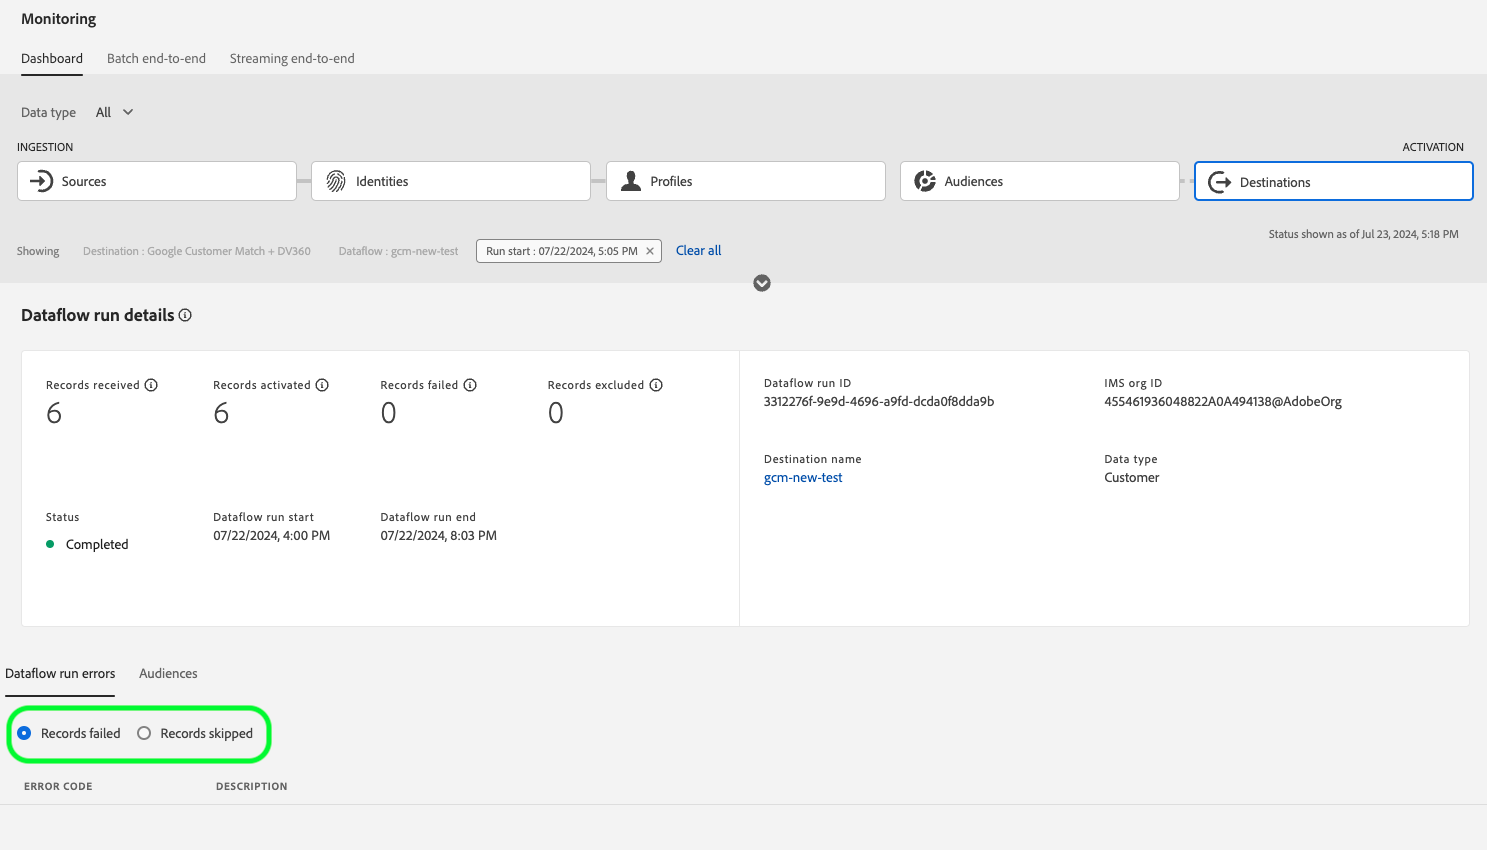 Monitoring
Dashboard Batch end-to-end Streaming end-to-end
Data type All
INGESTION ACTIVATION
Sources Identities Profiles Audiences Destinations
Status shown as of Jul 23, 2024, 5:18 PM
Showing Destination : Google Customer Match + DV360 Dataflow : gcm-new-test Run start : 07/22/2024, 5:05 PM Clear all
Dataflow run details
Records received Records activated Records failed Records excluded
6 6 0 0
Dataflow run ID IMS org ID
3312276f-9e9d-4696-a9fd-dcda0f8dda9b 455461936048822A0A494138@AdobeOrg
Destination name Data type
gcm-new-test Customer
Status Dataflow run start Dataflow run end
Completed 07/22/2024, 4:00 PM 07/22/2024, 8:03 PM
Dataflow run errors Audiences
Records failed Records skipped
ERROR CODE DESCRIPTION